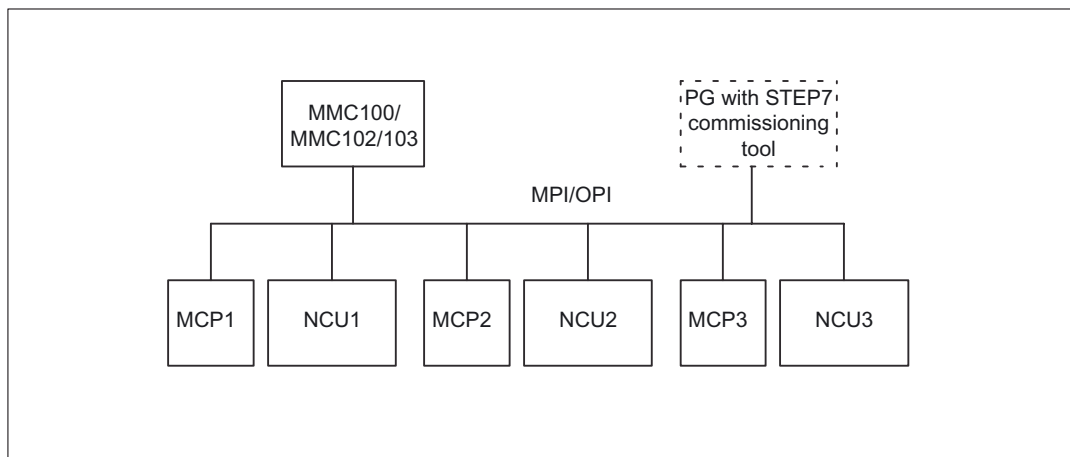 MMC100/
MMC102/103
PG with STEP7
commissioning
tool
MPI/OPI
MCP1
NCU1
MCP2
NCU2
MCP3
NCU3